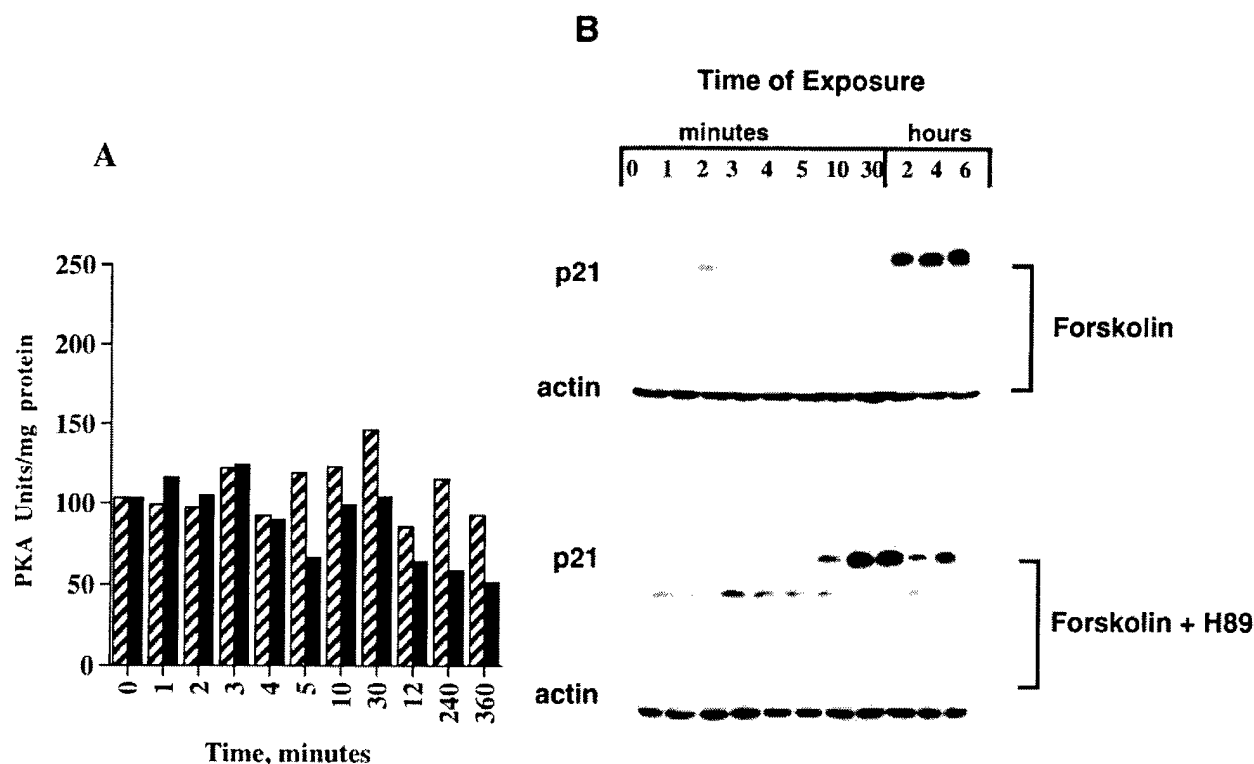 A
250
200
150
100
50
0
PKA Units/mg protein
0 1 2 3 4 5 10 30 12 240 360
Time, minutes
B
Time of Exposure
minutes hours
0 1 2 3 4 5 10 30 2 4 6
p21
actin
Forskolin
p21
actin
Forskolin + H89